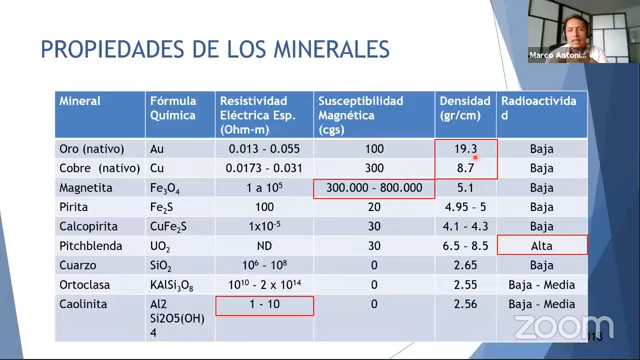 PROPIEDADES DE LOS MINERALES
Marco Antoni...
Mineral Fórmula Química Resistividad Eléctrica Esp. (Ohm-m) Susceptibilidad Magnética (cgs) Densidad (gr/cm) Radioactividad
Oro (nativo) Au 0.013 - 0.055 100 19.3 Baja
Cobre (nativo) Cu 0.0173 - 0.031 300 8.7 Baja
Magnetita Fe₃O₄ 1 a 10⁵ 300.000 – 800.000 5.1 Baja
Pirita Fe₂S 100 20 4.95 - 5 Baja
Calcopirita CuFe₂S 1x10⁻⁵ 30 4.1 – 4.3 Baja
Pitchblenda UO₂ ND 30 6.5 - 8.5 Alta
Cuarzo SiO₂ 10⁶ – 10⁸ 0 2.65 Baja
Ortoclasa KAlSi₃O₈ 10¹⁰ – 2 x 10¹⁴ 0 2.55 Baja - Media
Caolinita Al2 Si2O5(OH)4 1 - 10 0 2.56 Baja - Media
zoom